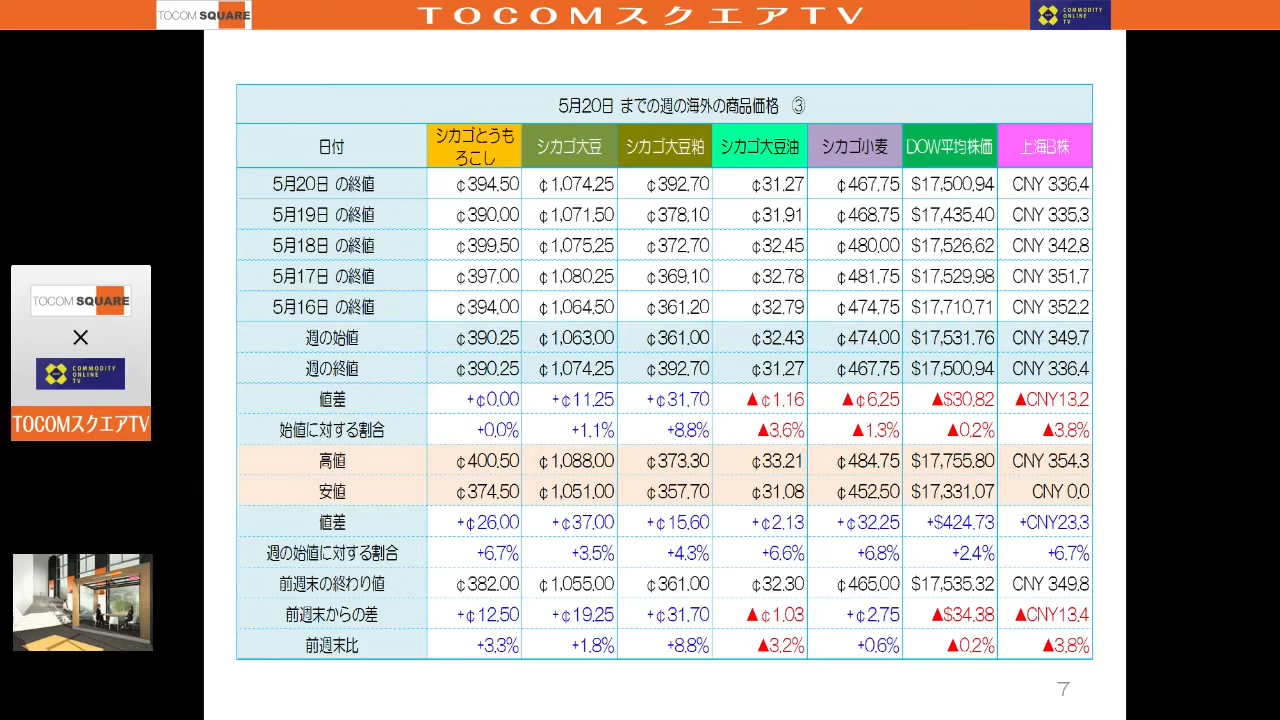 TOCOM SQUARE
TOCOMスクエアTV
COMMODITY
ONLINE
TV
5月20日 までの週の海外の商品価格 ③
日付 シカゴとうもろこし シカゴ大豆 シカゴ大豆粕 シカゴ大豆油 シカゴ小麦 DOW平均株価 上海B株
5月20日 の終値 ¢394.50 ¢1,074.25 ¢392.70 ¢31.27 ¢467.75 $17,500.94 CNY 336.4
5月19日 の終値 ¢390.00 ¢1,071.50 ¢378.10 ¢31.91 ¢468.75 $17,435.40 CNY 335.3
5月18日 の終値 ¢399.50 ¢1,075.25 ¢372.70 ¢32.45 ¢480.00 $17,526.62 CNY 342.8
5月17日 の終値 ¢397.00 ¢1,080.25 ¢369.10 ¢32.78 ¢481.75 $17,529.98 CNY 351.7
5月16日 の終値 ¢394.00 ¢1,064.50 ¢361.20 ¢32.79 ¢474.75 $17,710.71 CNY 352.2
週の始値 ¢390.25 ¢1,063.00 ¢361.00 ¢32.43 ¢474.00 $17,531.76 CNY 349.7
週の終値 ¢390.25 ¢1,074.25 ¢392.70 ¢31.27 ¢467.75 $17,500.94 CNY 336.4
値差 +¢0.00 +¢11.25 +¢31.70 ▲¢1.16 ▲¢6.25 ▲$30.82 ▲CNY13.2
始値に対する割合 +0.0% +1.1% +8.8% ▲3.6% ▲1.3% ▲0.2% ▲3.8%
高値 ¢400.50 ¢1,088.00 ¢373.30 ¢33.21 ¢484.75 $17,755.80 CNY 354.3
安値 ¢374.50 ¢1,051.00 ¢357.70 ¢31.08 ¢452.50 $17,331.07 CNY 0.0
値差 +¢26.00 +¢37.00 +¢15.60 +¢2.13 +¢32.25 +$424.73 +CNY23.3
週の始値に対する割合 +6.7% +3.5% +4.3% +6.6% +6.8% +2.4% +6.7%
前週末の終わり値 ¢382.00 ¢1,055.00 ¢361.00 ¢32.30 ¢465.00 $17,535.32 CNY 349.8
前週末からの差 +¢12.50 +¢19.25 +¢31.70 ▲¢1.03 +¢2.75 ▲$34.38 ▲CNY13.4
前週末比 +3.3% +1.8% +8.8% ▲3.2% +0.6% ▲0.2% ▲3.8%
7
TOCOM SQUARE
×
COMMODITY
ONLINE
TV
TOCOMスクエアTV